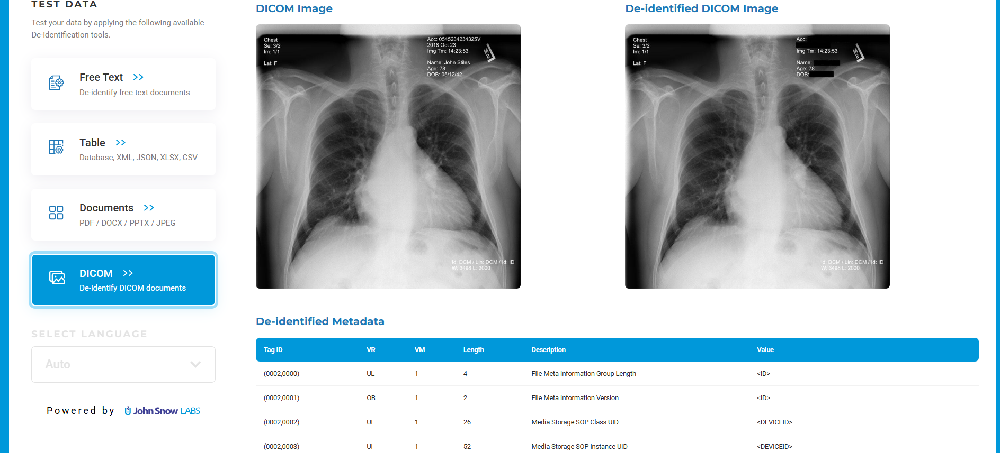 TEST DATA
Test your data by applying the following available
De-identification tools.
Free Text >>
De-identify free text documents
Table >>
Database, XML, JSON, XLSX, CSV
Documents >>
PDF / DOCX / PPTX / JPEG
DICOM >>
De-identify DICOM documents
SELECT LANGUAGE
Auto
Powered by John Snow LABS
DICOM Image
Chest
Se: 3/2
Im: 1/1
Lat: F
Acc: 0545234234325V
2018 Oct 23
Img Tm: 14:23:53
Name: John Stiles
Age: 78
DOB: 05/12/42
MS
Id: DCM / Lin: DCM / Id: ID
W: 3498 L: 2000
De-identified DICOM Image
Chest
Se: 3/2
Im: 1/1
Lat: F
Acc:
Img Tm: 14:23:53
Name:
Age: 78
DOB:
MS
Id: DCM / Lin: DCM / Id: ID
W: 3498 L: 2000
De-identified Metadata
Tag ID VR VM Length Description Value
(0002,0000) UL 1 4 File Meta Information Group Length <ID>
(0002,0001) OB 1 2 File Meta Information Version <ID>
(0002,0002) UI 1 26 Media Storage SOP Class UID <DEVICEID>
(0002,0003) UI 1 52 Media Storage SOP Instance UID <DEVICEID>